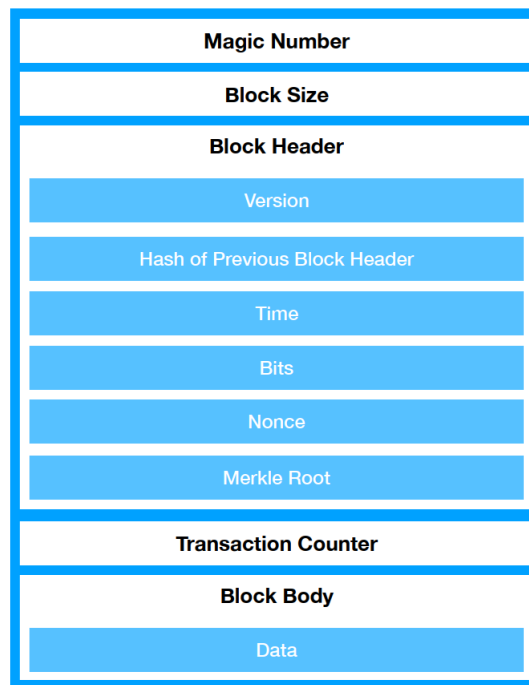 Magic Number
Block Size
Block Header
Version
Hash of Previous Block Header
Time
Bits
Nonce
Merkle Root
Transaction Counter
Block Body
Data